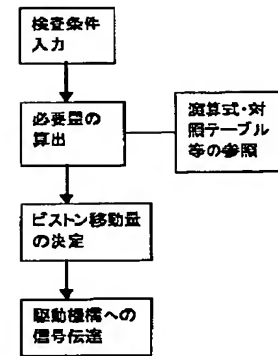 検査条件
入力
必要量の
算出
演算式・対
照テーブル
等の参照
ピストン移動量
の決定
駆動機構への
信号伝達